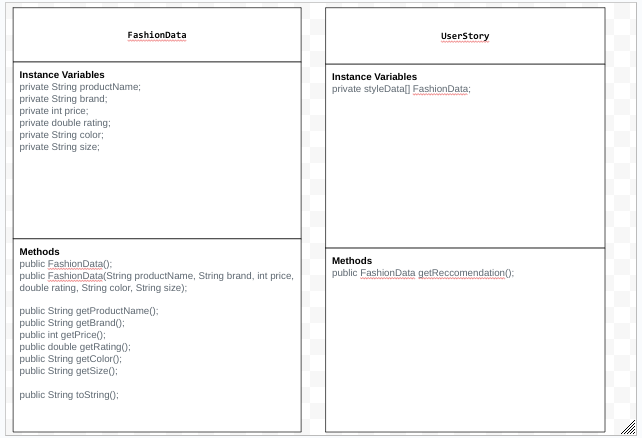 FashionData
Instance Variables
private String productName;
private String brand;
private int price;
private double rating;
private String color;
private String size;
Methods
public FashionData();
public FashionData(String productName, String brand, int price,
double rating, String color, String size);
public String getProductName();
public String getBrand();
public int getPrice();
public double getRating();
public String getColor();
public String getSize();
public String toString();
UserStory
Instance Variables
private styleData[] FashionData;
Methods
public FashionData getReccomendation();